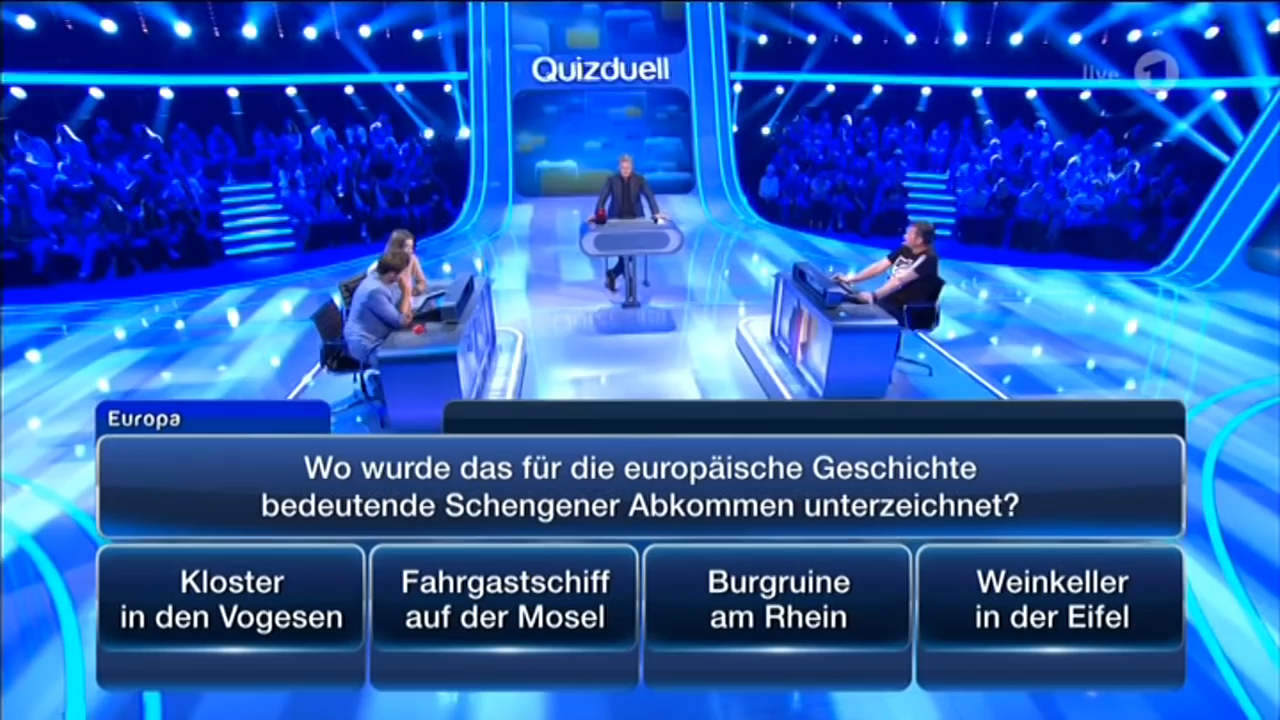 Quizduell
live 1
Europa
Wo wurde das für die europäische Geschichte
bedeutende Schengener Abkommen unterzeichnet?
Kloster
in den Vogesen
Fahrgastschiff
auf der Mosel
Burgruine
am Rhein
Weinkeller
in der Eifel